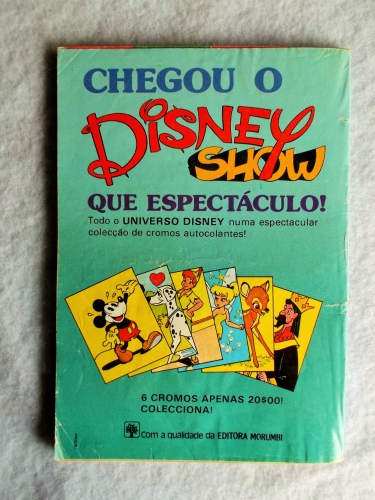 CHEGOU O
DISNEY
SHOW
QUE ESPECTÁCULO!
Todo o UNIVERSO DISNEY numa espectacular
colecção de cromos autocolantes!
6 CROMOS APENAS 20$00!
COLECCIONA!
Com a qualidade da EDITORA MORUMBI